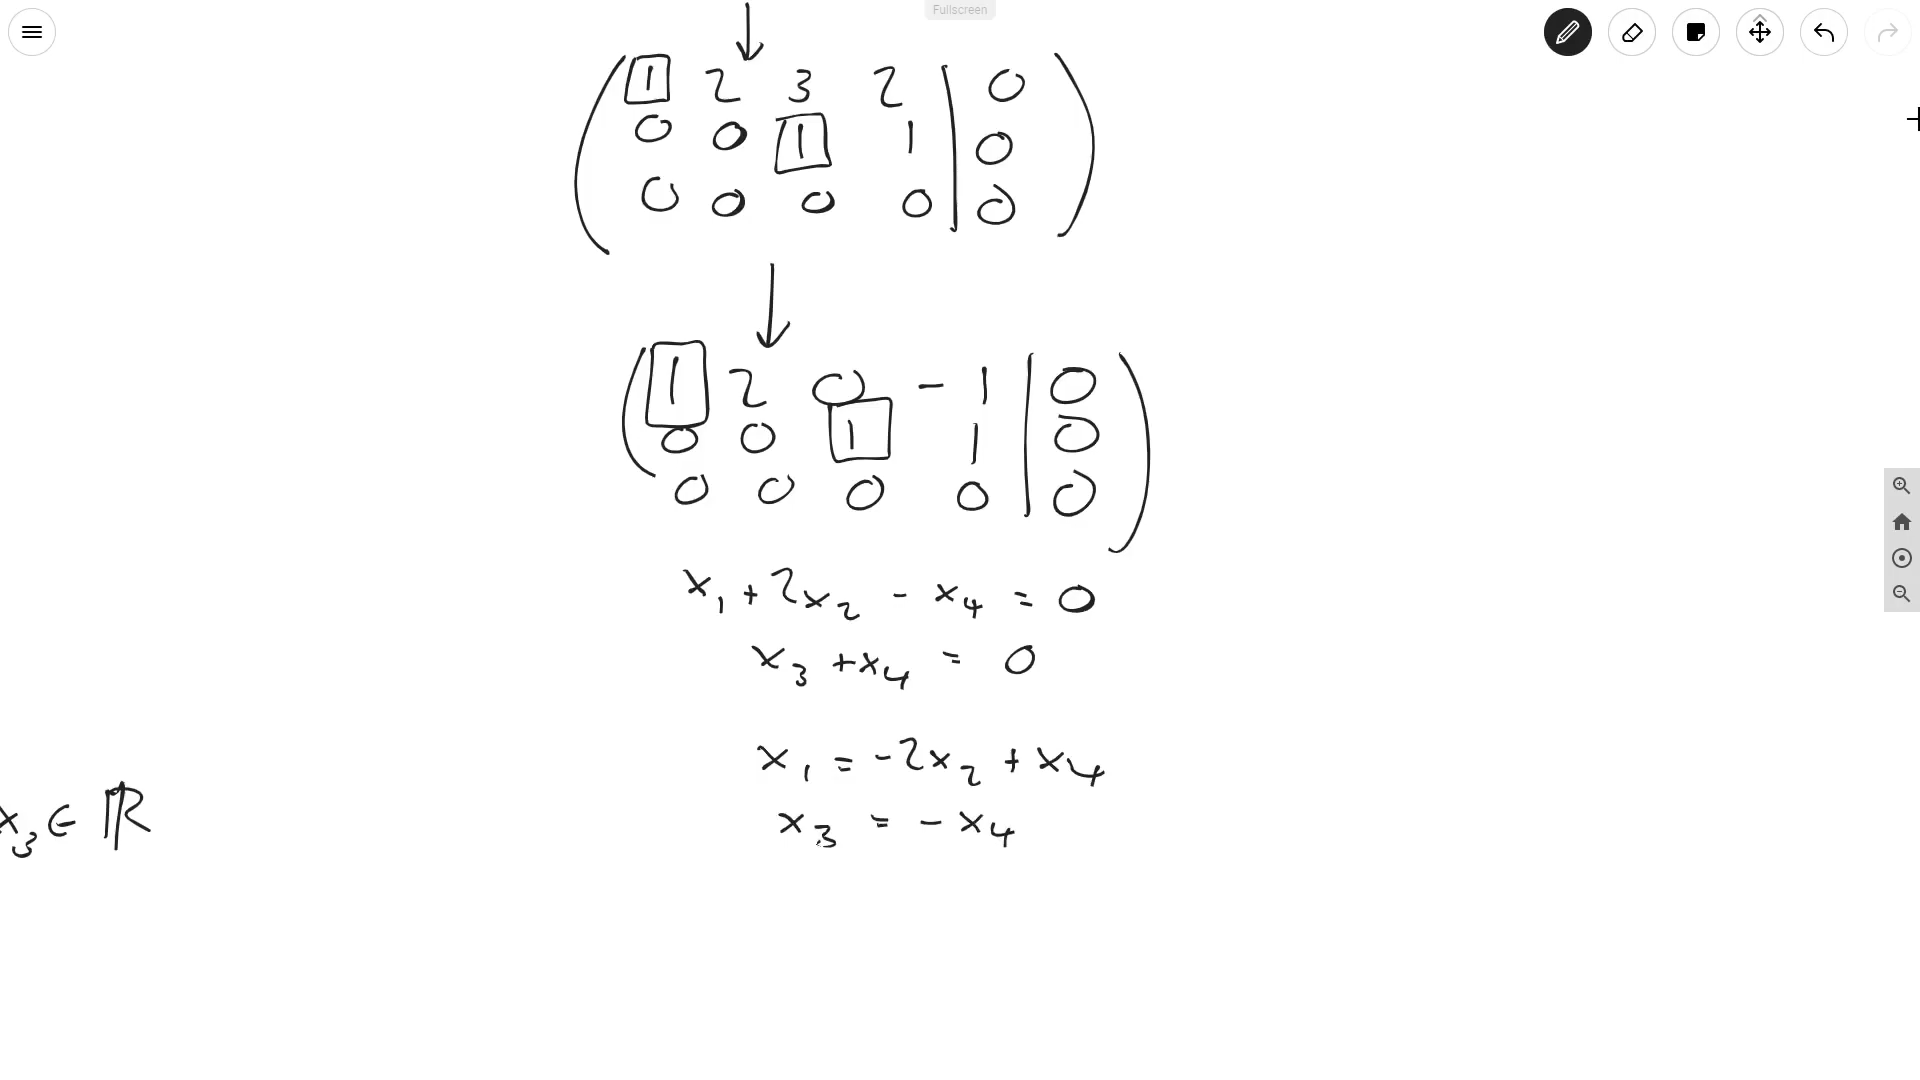 Fullscreen
1 2 3 2 | 0
0 0 1 1 | 0
0 0 0 0 | 0
1 2 0 -1 | 0
0 0 1 1 | 0
0 0 0 0 | 0
x₁ + 2x₂ - x₄ = 0
x₃ + x₄ = 0
x₁ = -2x₂ + x₄
x₃ = -x₄
x₃ ∈ ℝ